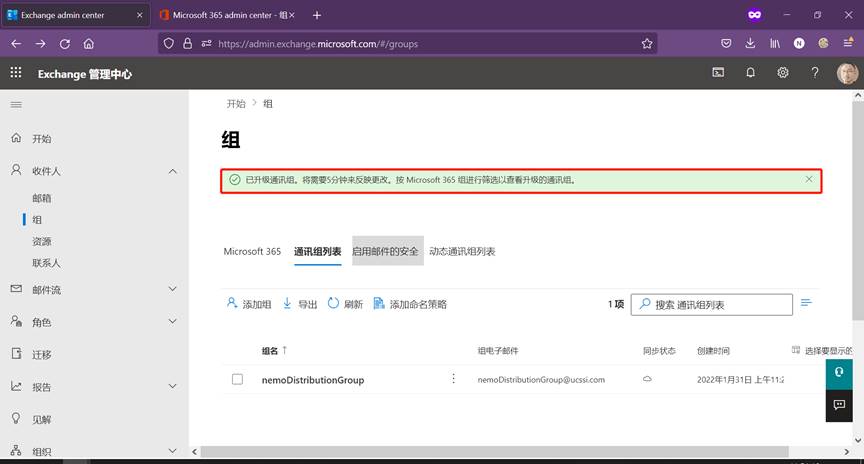 Exchange admin center
Microsoft 365 admin center - 组
https://admin.exchange.microsoft.com/#/groups
Exchange 管理中心
开始
收件人
邮箱
组
资源
联系人
邮件流
角色
迁移
报告
见解
组织
开始 > 组
组
已升级通讯组。将需要5分钟来反映更改。按 Microsoft 365 组进行筛选以查看升级的通讯组。
Microsoft 365 通讯组列表 启用邮件的安全 动态通讯组列表
添加组 导出 刷新 添加命名策略 1 项 搜索 通讯组列表
组名 ↑ 组电子邮件 同步状态 创建时间 选择要显示的
nemoDistributionGroup nemoDistributionGroup@ucssi.com 2022年1月31日 上午11:2